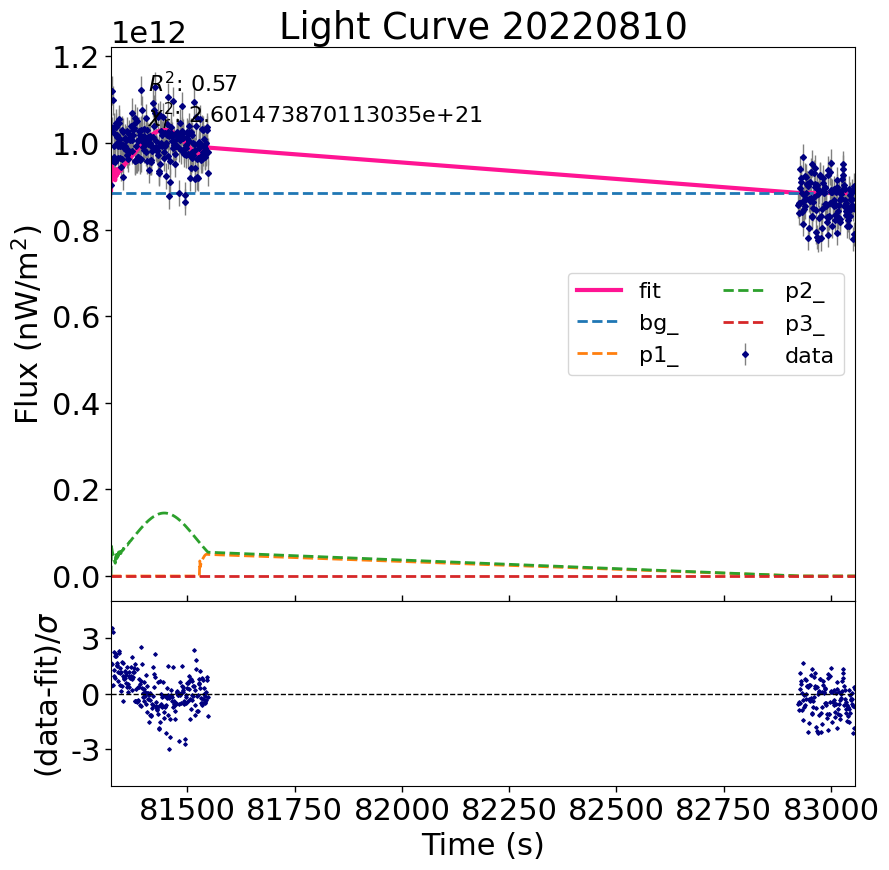 Light Curve 20220810
1e12
R²: 0.57
χ²: 2.601473870113035e+21
1.2
1.0
0.8
0.6
0.4
0.2
0.0
Flux (nW/m²)
fit
bg_
p1_
p2_
p3_
data
3
0
-3
(data-fit)/σ
81500 81750 82000 82250 82500 82750 83000
Time (s)